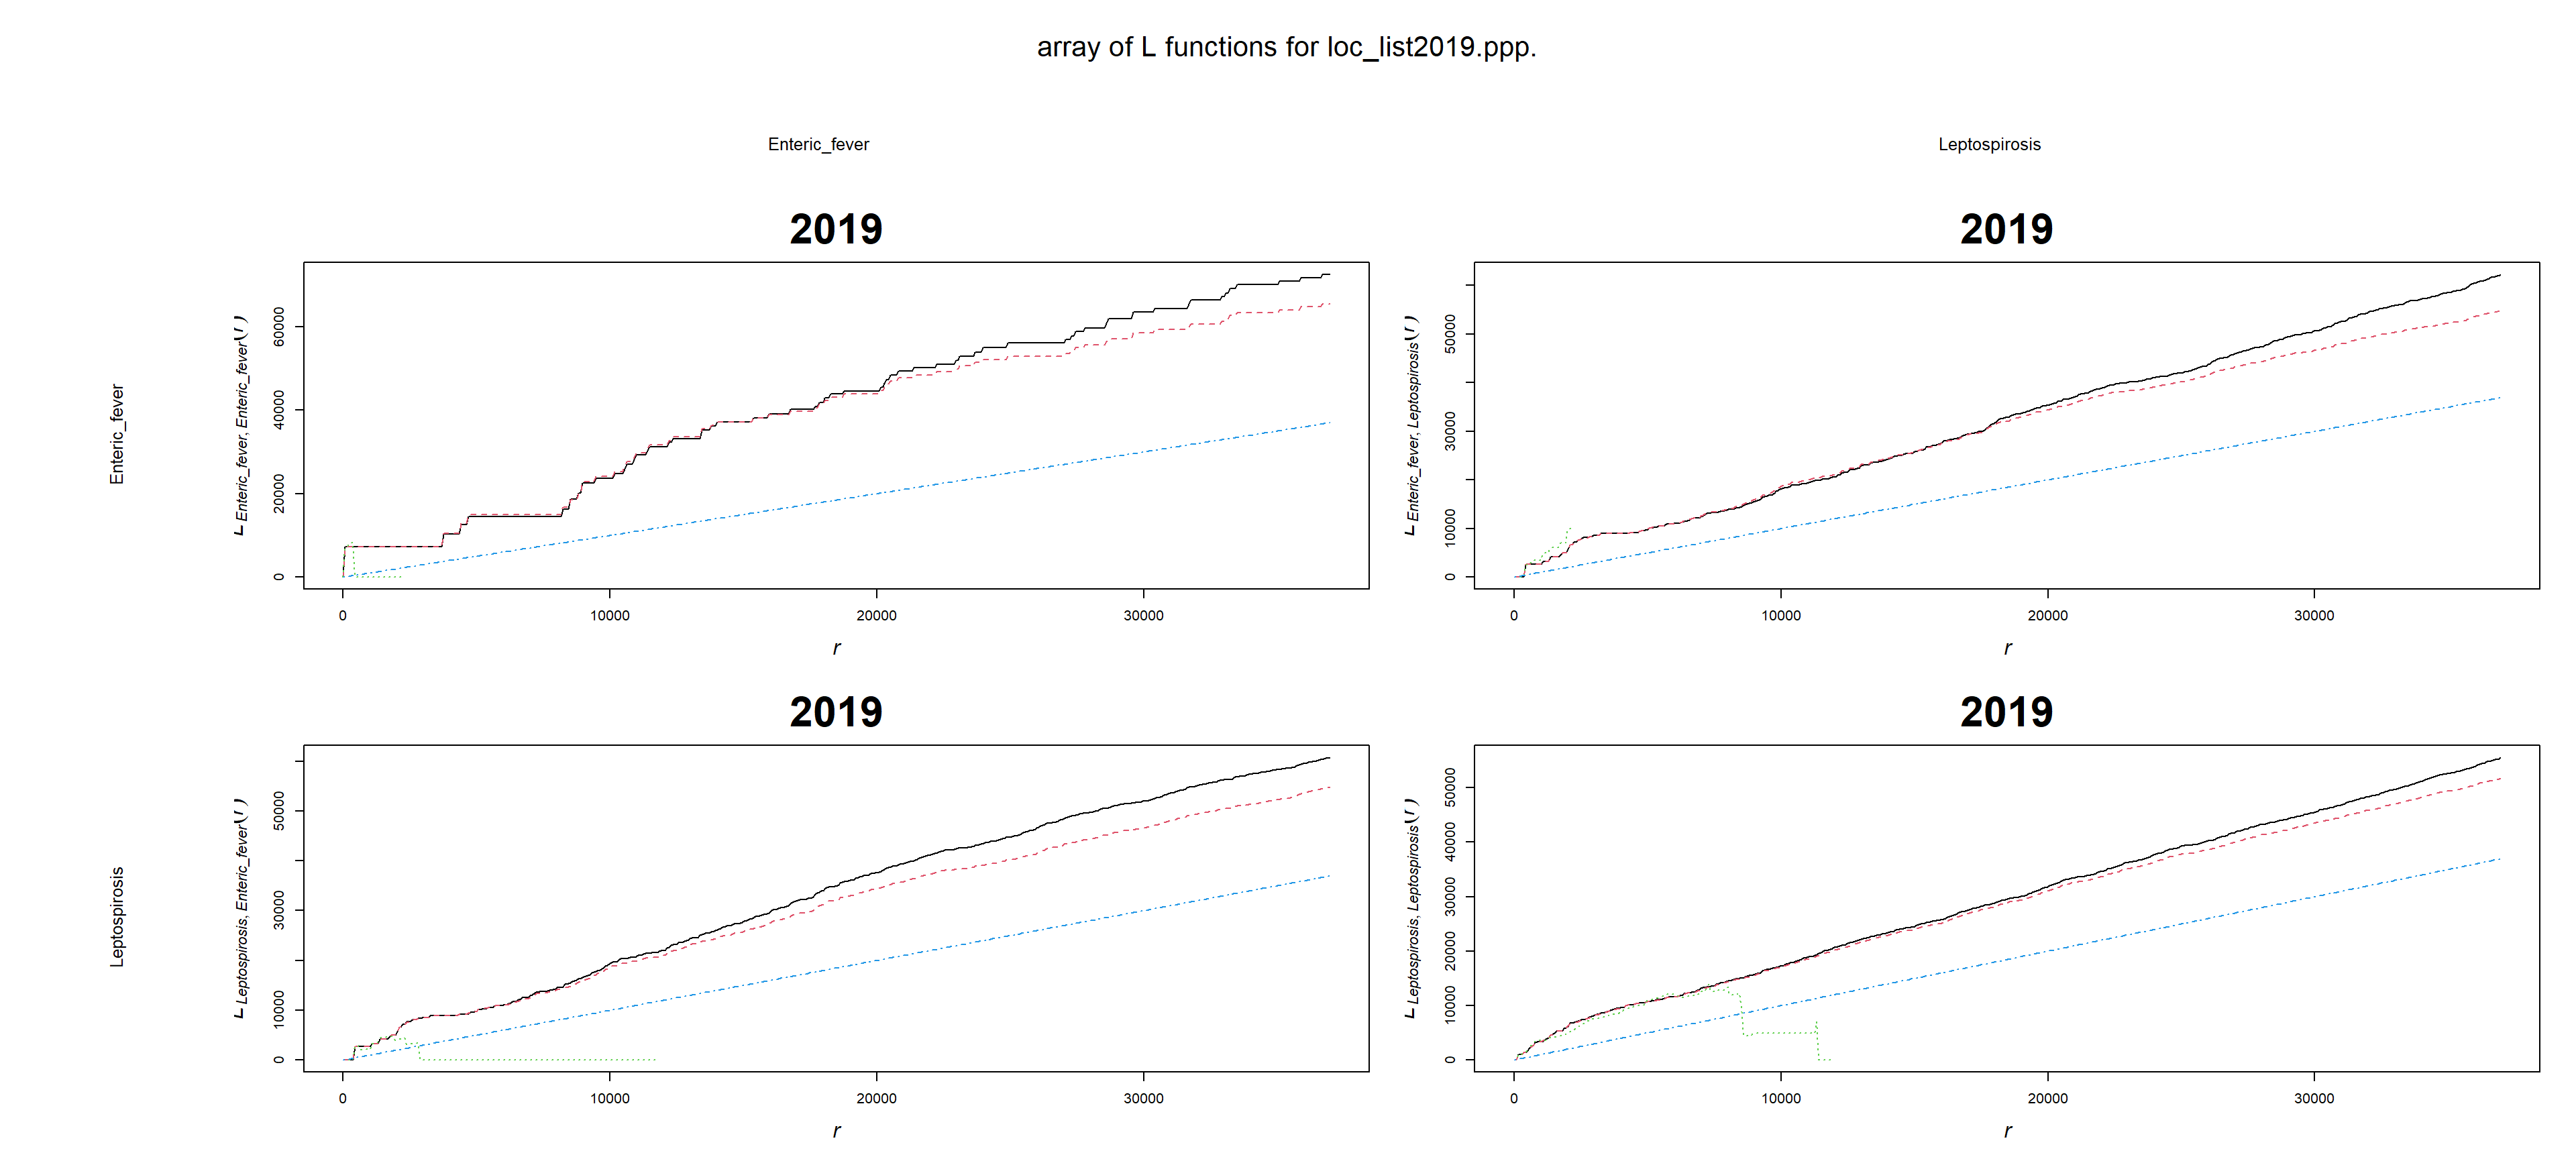 array of L functions for loc_list2019.ppp.
Enteric_fever
Leptospirosis
Enteric_fever
2019
L Enteric_fever, Enteric_fever(r)
0 20000 40000 60000
0 10000 20000 30000
r
2019
L Enteric_fever, Leptospirosis(r)
0 10000 30000 50000
0 10000 20000 30000
r
Leptospirosis
2019
L Leptospirosis, Enteric_fever(r)
0 10000 30000 50000
0 10000 20000 30000
r
2019
L Leptospirosis, Leptospirosis(r)
0 10000 20000 30000 40000 50000
0 10000 20000 30000
r